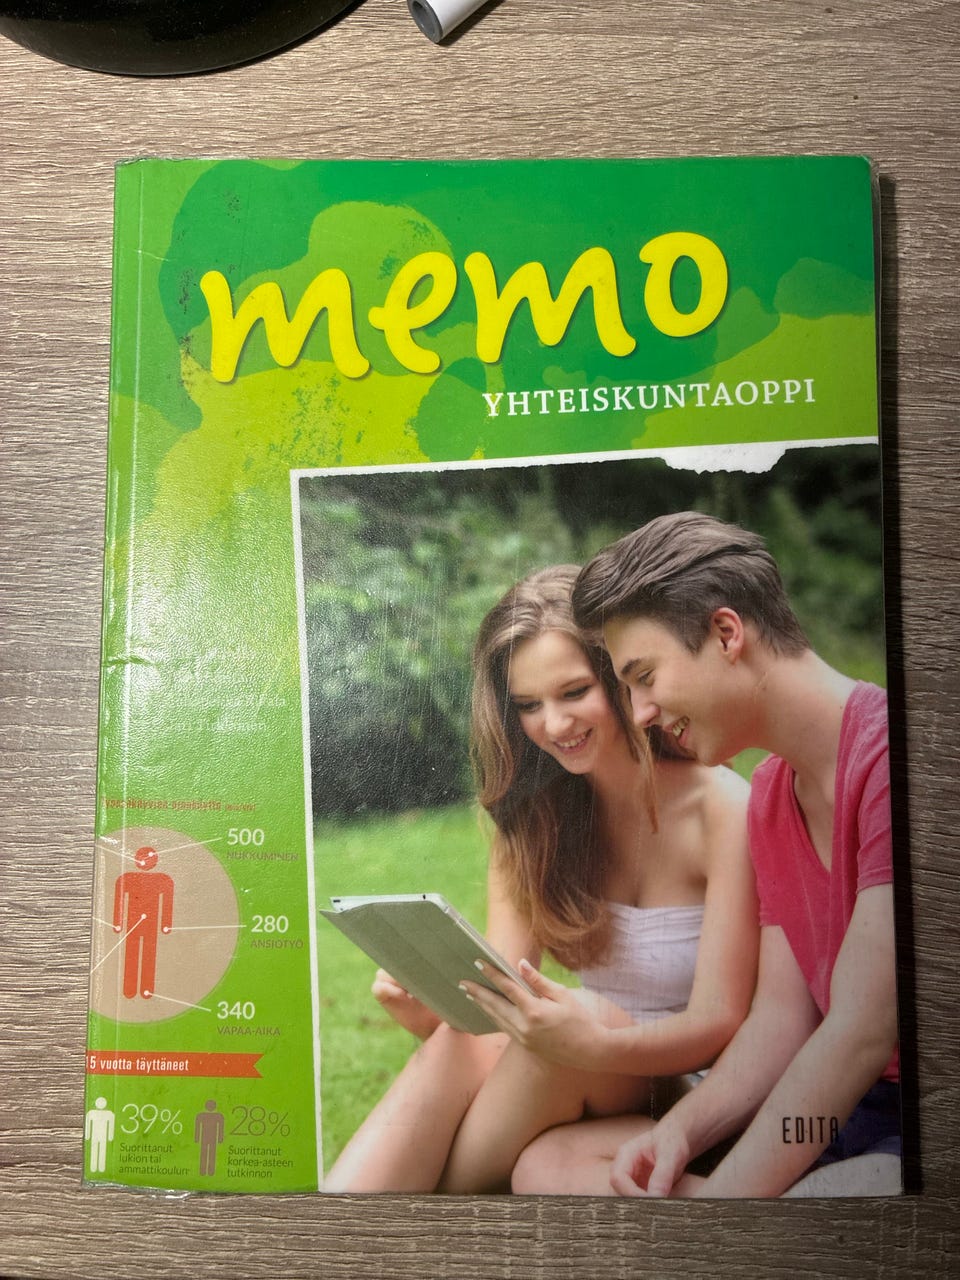 memo
YHTEISKUNTAOPPI
500
NUKKUMINEN
280
ANSIOTYÖ
340
VAPAA-AIKA
15 vuotta täyttäneet
39%
Suorittanut
lukion tai
ammattikoulun
28%
Suorittanut
korkea-asteen
tutkinnon
EDITA